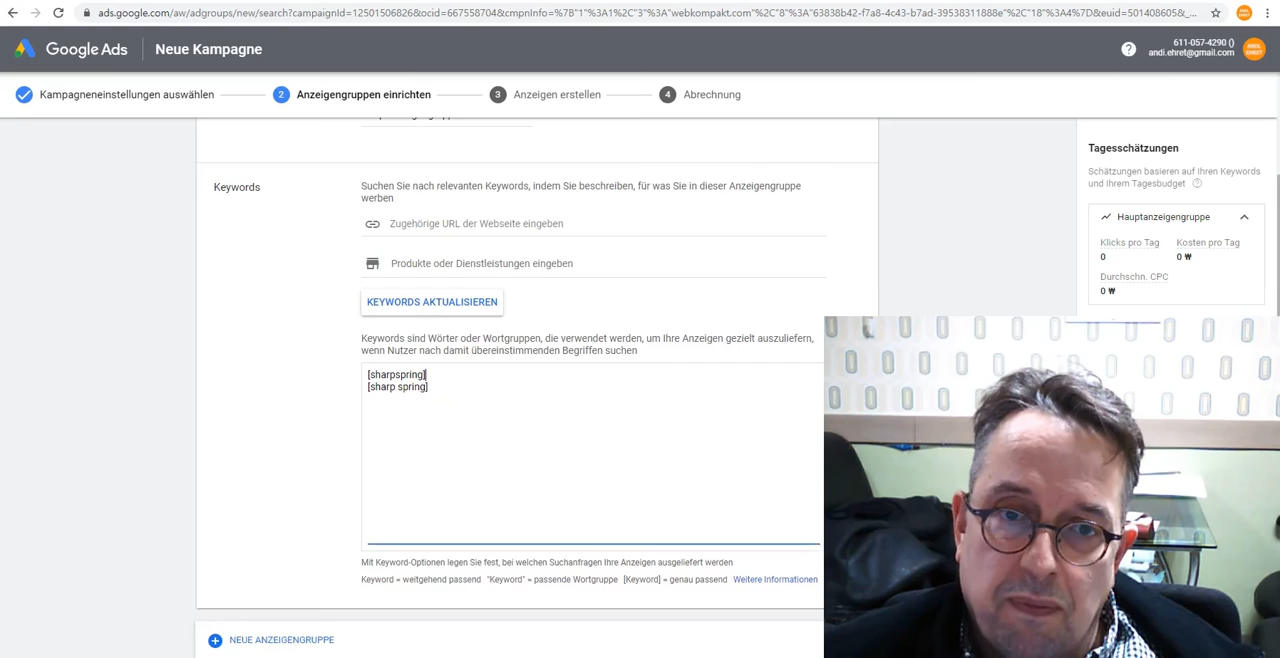 ads.google.com/aw/adgroups/new/search?campaignId=12501506826&ocid=667558704&cmpnInfo=%7B"1"%3A1%2C"3"%3A"webkompakt.com"%2C"8"%3A"63838b42-f7a8-4c43-b7ad-39538311888e"%2C"18"%3A4%7D&euid=501408605&_...
Google Ads
Neue Kampagne
611-057-4290 ()
andi.ehret@gmail.com
Kampagneneinstellungen auswählen
2 Anzeigengruppen einrichten
3 Anzeigen erstellen
4 Abrechnung
Keywords
Suchen Sie nach relevanten Keywords, indem Sie beschreiben, für was Sie in dieser Anzeigengruppe
werben
Zugehörige URL der Webseite eingeben
Produkte oder Dienstleistungen eingeben
KEYWORDS AKTUALISIEREN
Keywords sind Wörter oder Wortgruppen, die verwendet werden, um Ihre Anzeigen gezielt auszuliefern,
wenn Nutzer nach damit übereinstimmenden Begriffen suchen
[sharpspring]
[sharp spring]
Mit Keyword-Optionen legen Sie fest, bei welchen Suchanfragen Ihre Anzeigen ausgeliefert werden
Keyword = weitgehend passend "Keyword" = passende Wortgruppe [Keyword] = genau passend Weitere Informationen
NEUE ANZEIGENGRUPPE
Tagesschätzungen
Schätzungen basieren auf Ihren Keywords
und Ihrem Tagesbudget
Hauptanzeigengruppe
Klicks pro Tag
0
Kosten pro Tag
0 ₩
Durchschn. CPC
0 ₩